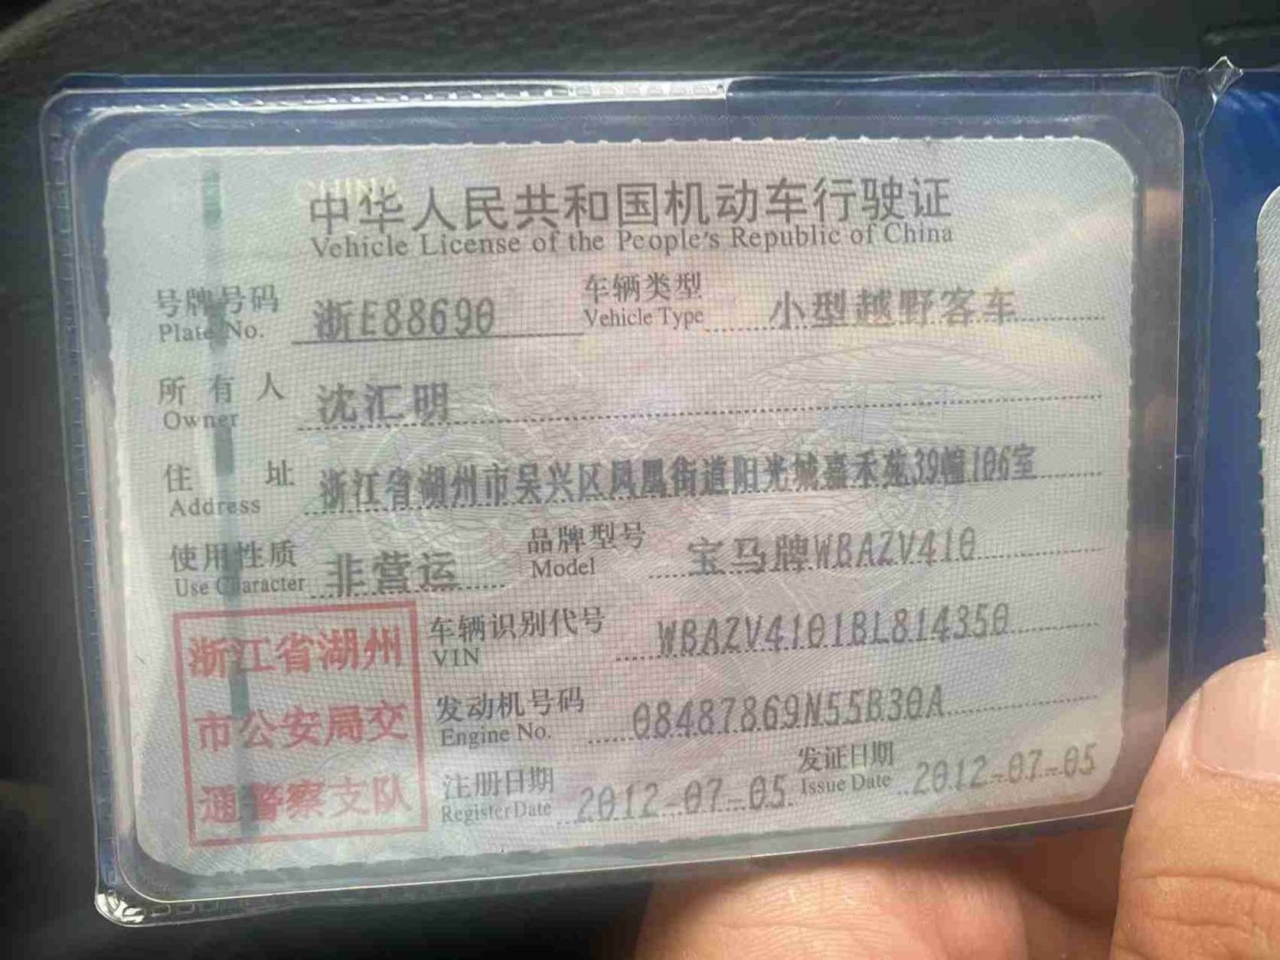 CHINA
中华人民共和国机动车行驶证
Vehicle License of the People's Republic of China
号牌号码 浙E88690 车辆类型 小型越野客车
Plate No. Vehicle Type
所有人 沈汇明
Owner
住址 浙江省湖州市吴兴区凤凰街道阳光城嘉禾苑39幢106室
Address
使用性质 非营运 品牌型号 宝马牌WBAZV410
Use Character Model
浙江省湖州
市公安局交
通警察支队
车辆识别代号 WBAZV4101BL814350
VIN
发动机号码 08487869N55B30A
Engine No.
注册日期 2012-07-05 发证日期 2012-07-05
Register Date Issue Date